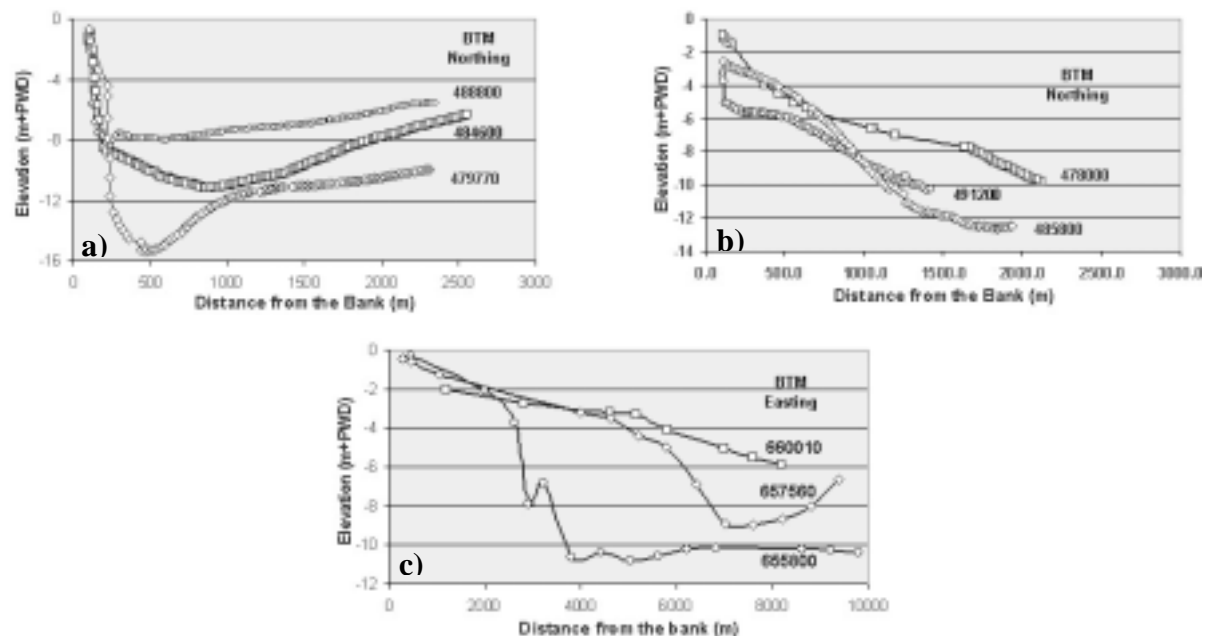 0
-4
-8
-12
-16
Elevation (m+PWD)
BTM
Northing
488800
484600
479770
a)
0 500 1000 1500 2000 2500 3000
Distance from the Bank (m)
0
-2
-4
-6
-8
-10
-12
-14
Elevation (m+PWD)
BTM
Northing
478000
491200
485800
b)
0.0 500.0 1000.0 1500.0 2000.0 2500.0 3000.0
Distance from the Bank (m)
0
-2
-4
-6
-8
-10
-12
Elevation (m+PWD)
BTM
Easting
660010
657560
655800
c)
0 2000 4000 6000 8000 10000
Distance from the bank (m)